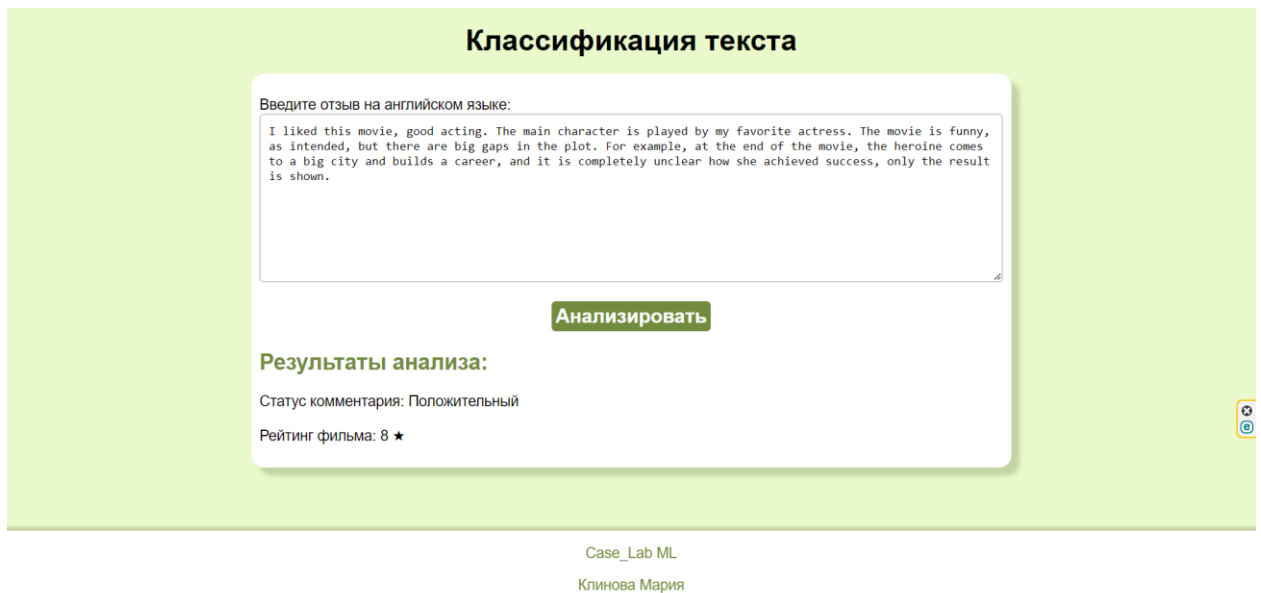 Классификация текста
Введите отзыв на английском языке:
I liked this movie, good acting. The main character is played by my favorite actress. The movie is funny,
as intended, but there are big gaps in the plot. For example, at the end of the movie, the heroine comes
to a big city and builds a career, and it is completely unclear how she achieved success, only the result
is shown.
Анализировать
Результаты анализа:
Статус комментария: Положительный
Рейтинг фильма: 8 ★
Case_Lab ML
Клинова Мария